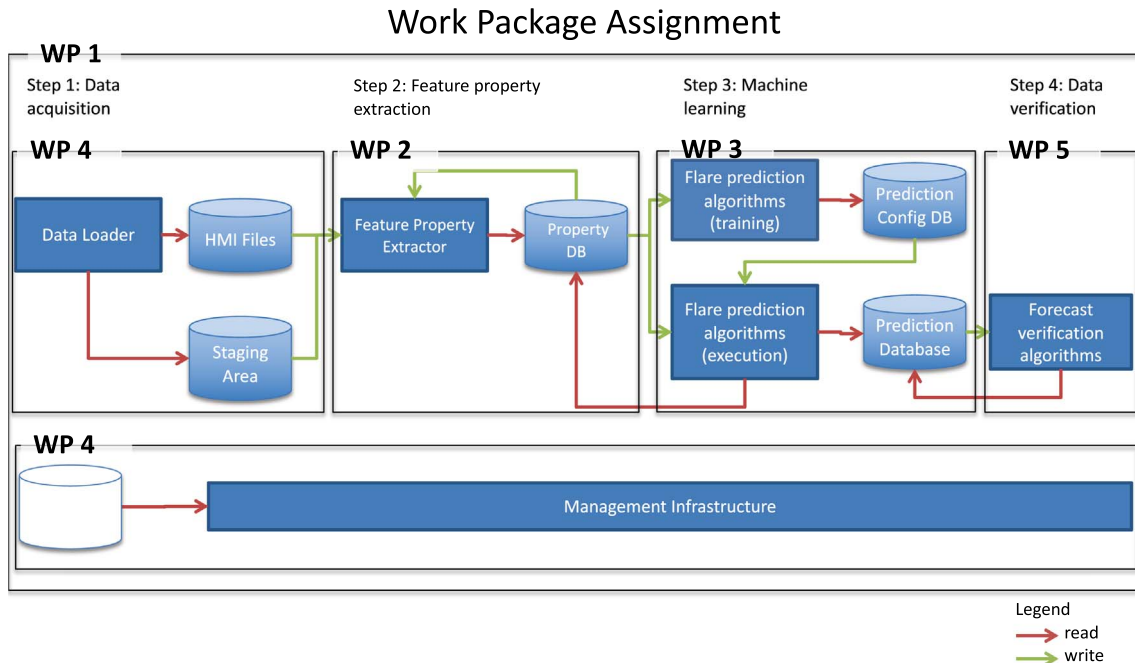 Work Package Assignment
WP 1
Step 1: Data
acquisition
Step 2: Feature property
extraction
Step 3: Machine
learning
Step 4: Data
verification
WP 4
WP 2
WP 3
WP 5
Data Loader
HMI Files
Staging
Area
Feature Property
Extractor
Property
DB
Flare prediction
algorithms
(training)
Prediction
Config DB
Flare prediction
algorithms
(execution)
Prediction
Database
Forecast
verification
algorithms
WP 4
Management Infrastructure
Legend
read
write